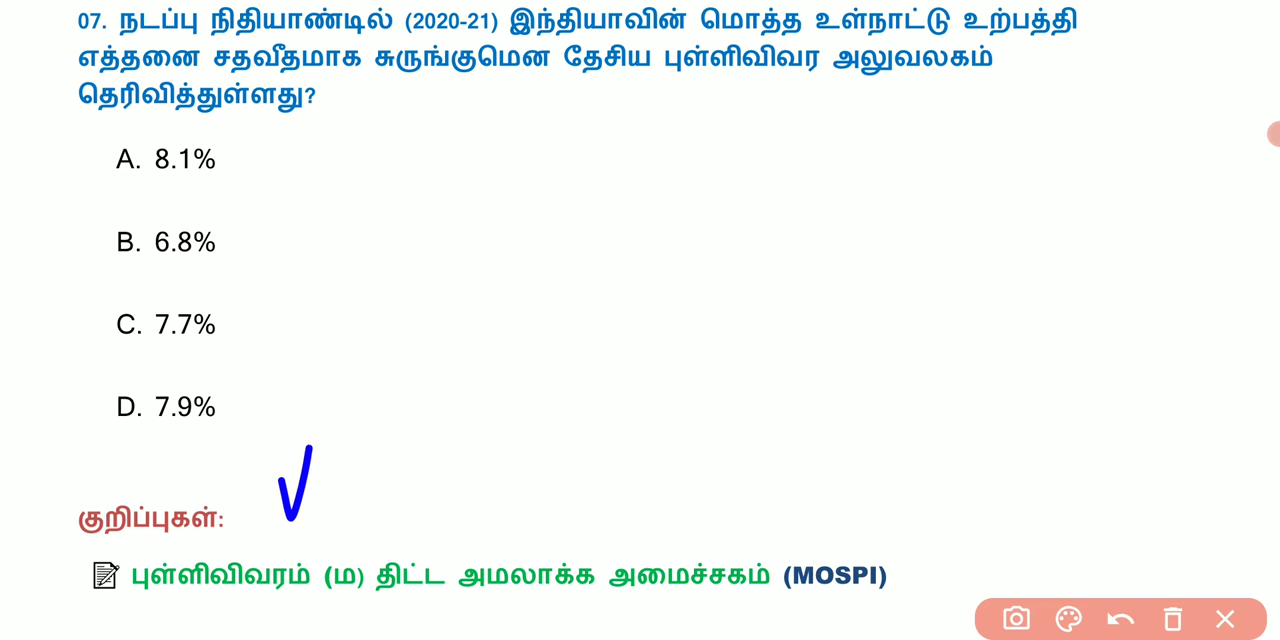 07. நடப்பு நிதியாண்டில் (2020-21) இந்தியாவின் மொத்த உள்நாட்டு உற்பத்தி
எத்தனை சதவீதமாக சுருங்குமென தேசிய புள்ளிவிவர அலுவலகம்
தெரிவித்துள்ளது?
A. 8.1%
B. 6.8%
C. 7.7%
D. 7.9%
குறிப்புகள்:
புள்ளிவிவரம் (ம) திட்ட அமலாக்க அமைச்சகம் (MOSPI)